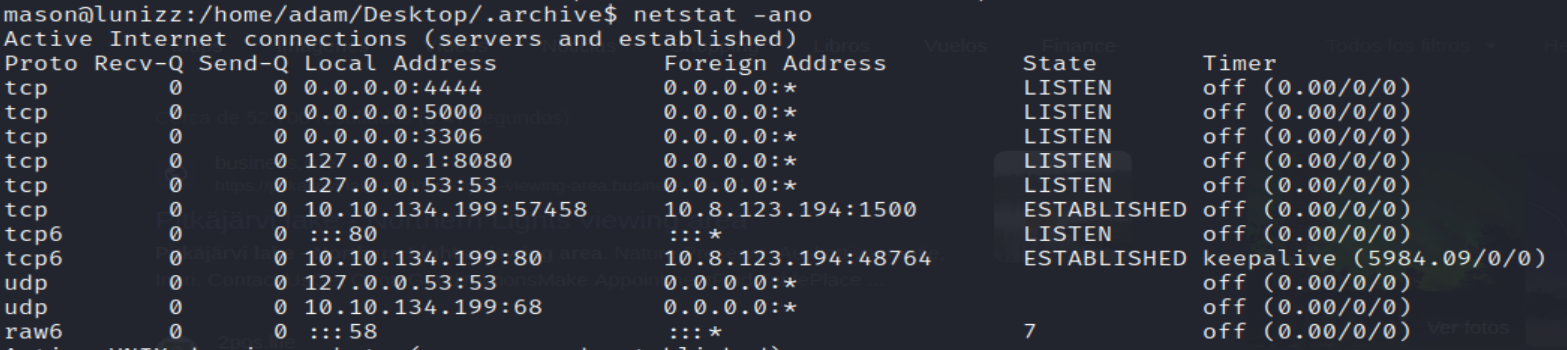 mason@lunizz:/home/adam/Desktop/.archive$ netstat -ano
Active Internet connections (servers and established)
Proto Recv-Q Send-Q Local Address           Foreign Address         State       Timer
tcp        0      0 0.0.0.0:4444            0.0.0.0:*               LISTEN      off (0.00/0/0)
tcp        0      0 0.0.0.0:5000            0.0.0.0:*               LISTEN      off (0.00/0/0)
tcp        0      0 0.0.0.0:3306            0.0.0.0:*               LISTEN      off (0.00/0/0)
tcp        0      0 127.0.0.1:8080          0.0.0.0:*               LISTEN      off (0.00/0/0)
tcp        0      0 127.0.0.53:53           0.0.0.0:*               LISTEN      off (0.00/0/0)
tcp        0      0 10.10.134.199:57458     10.8.123.194:1500       ESTABLISHED off (0.00/0/0)
tcp6       0      0 :::80                   :::*                    LISTEN      off (0.00/0/0)
tcp6       0      0 10.10.134.199:80        10.8.123.194:48764      ESTABLISHED keepalive (5984.09/0/0)
udp        0      0 127.0.0.53:53           0.0.0.0:*                           off (0.00/0/0)
udp        0      0 10.10.134.199:68        0.0.0.0:*                           off (0.00/0/0)
raw6       0      0 :::58                   :::*                    7           off (0.00/0/0)